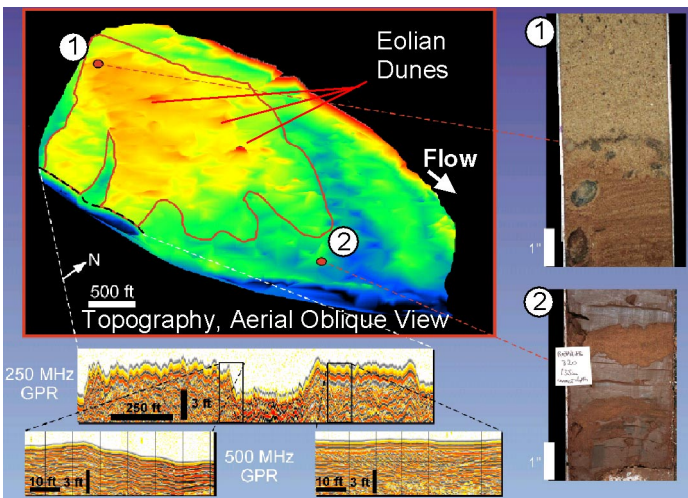 1
Eolian
Dunes
Flow
2
N
500 ft
Topography, Aerial Oblique View
250 MHz
GPR
250 ft
3 ft
10 ft
3 ft
500 MHz
GPR
10 ft
3 ft
1
1"
2
320
1"